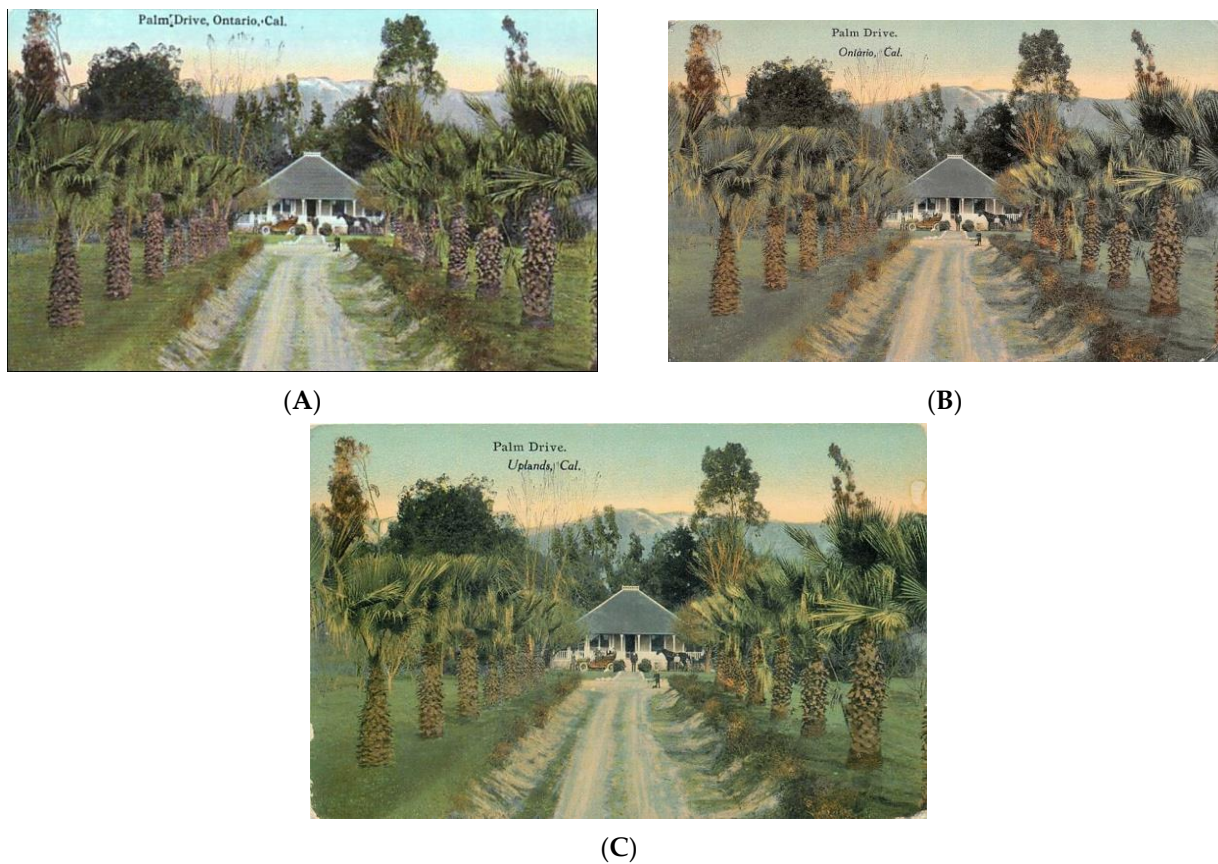 Palm Drive, Ontario, Cal.
(A)
Palm Drive.
Ontario, Cal.
(B)
Palm Drive.
Uplands, Cal.
(C)